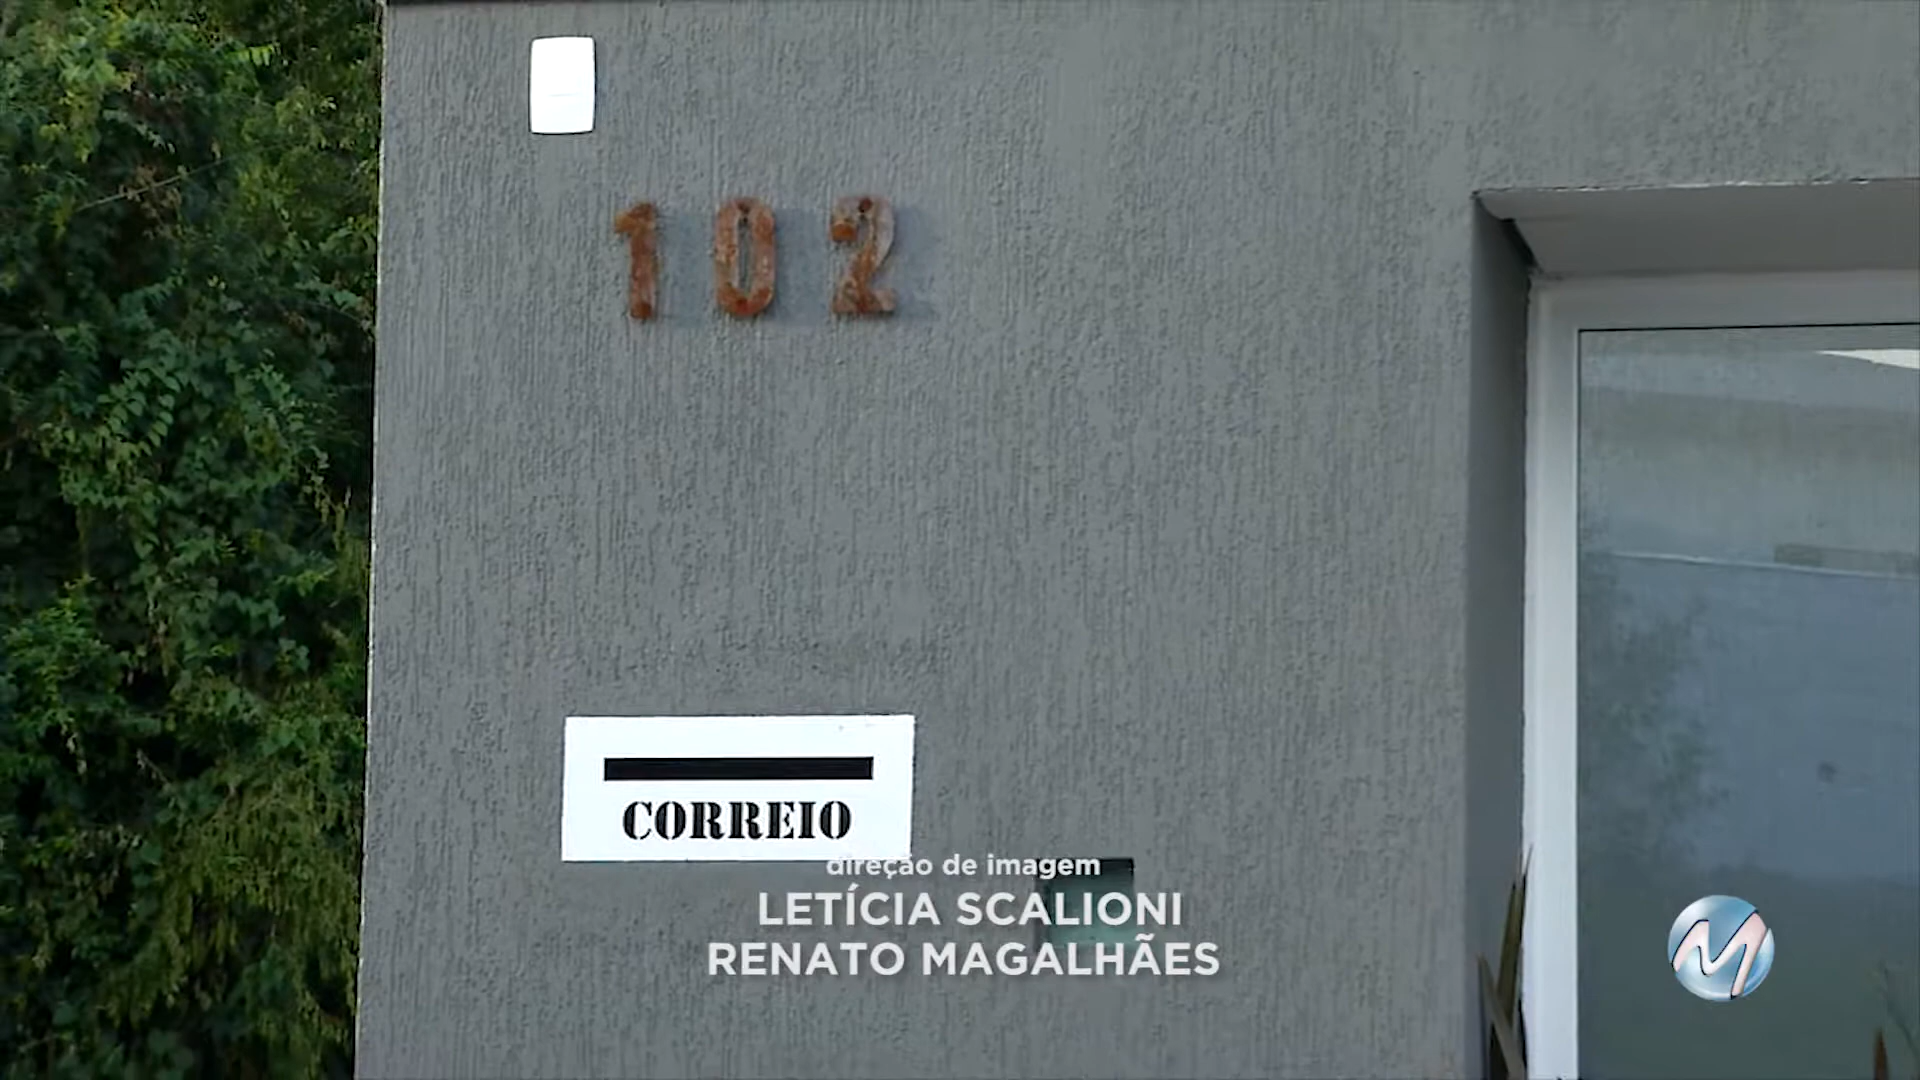 102
CORREIO
direção de imagem
LETÍCIA SCALIONI
RENATO MAGALHÃES
M